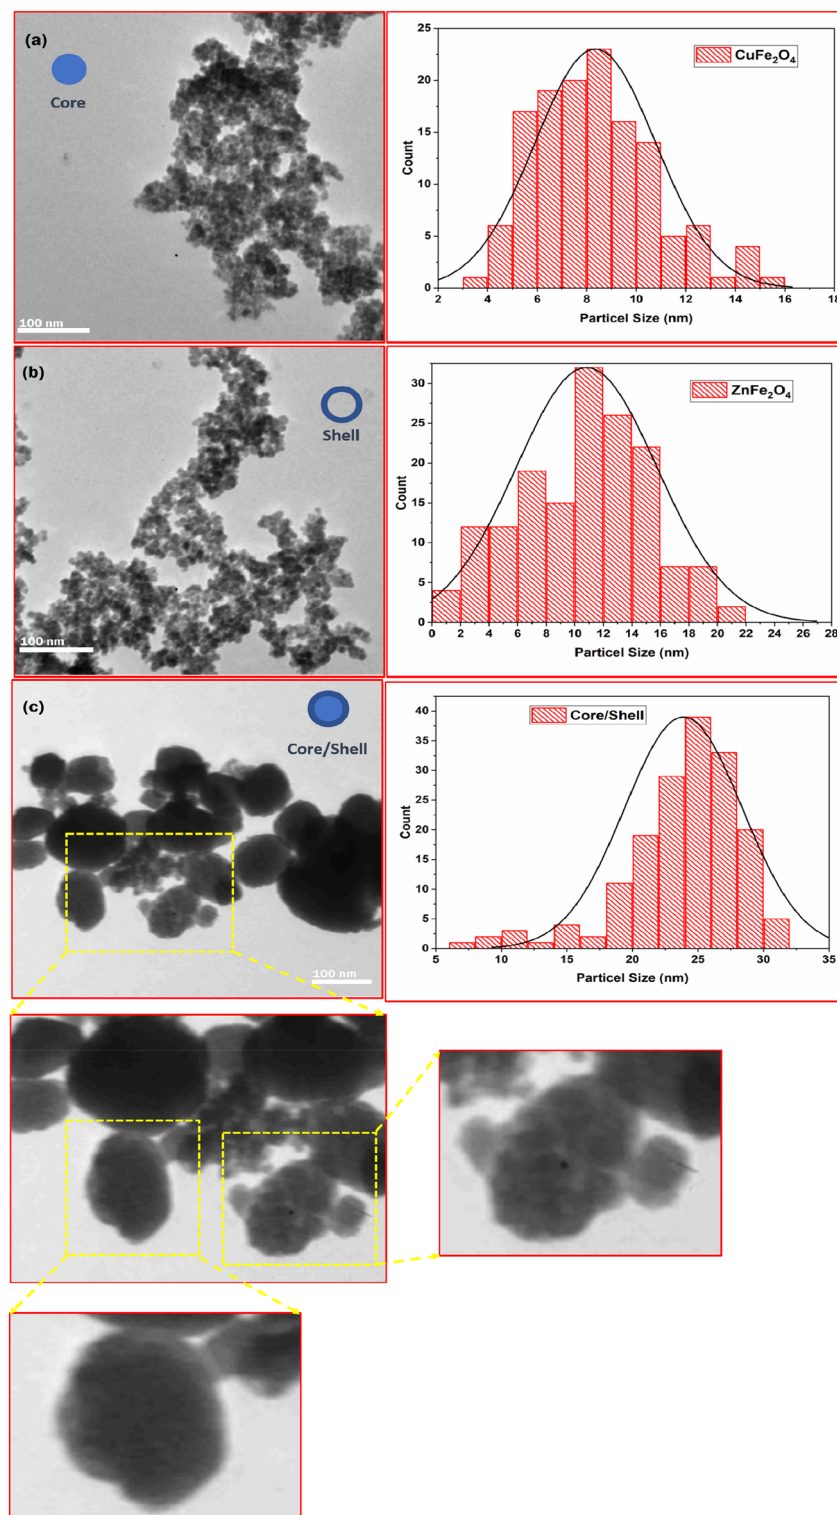 (a)
Core
100 nm
CuFe₂O₄
Count
25
20
15
10
5
0
2 4 6 8 10 12 14 16 18
Particel Size (nm)
(b)
Shell
100 nm
ZnFe₂O₄
Count
30
25
20
15
10
5
0
0 2 4 6 8 10 12 14 16 18 20 22 24 26 28
Particel Size (nm)
(c)
Core/Shell
100 nm
Core/Shell
Count
40
35
30
25
20
15
10
5
0
5 10 15 20 25 30 35
Particel Size (nm)